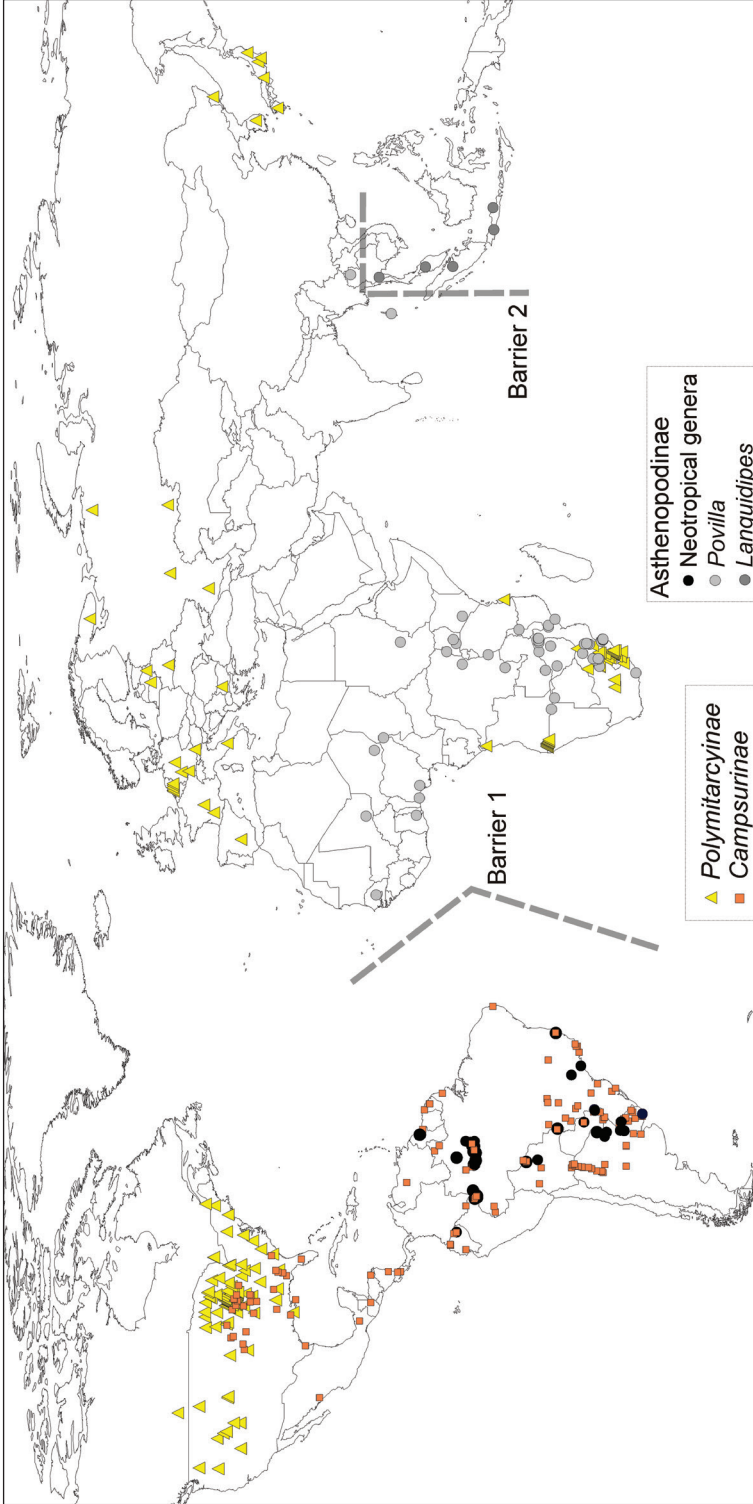 Barrier 1
Barrier 2
Polymitarcyinae
Campsurinae
Asthenopodinae
Neotropical genera
Povilla
Languidipes